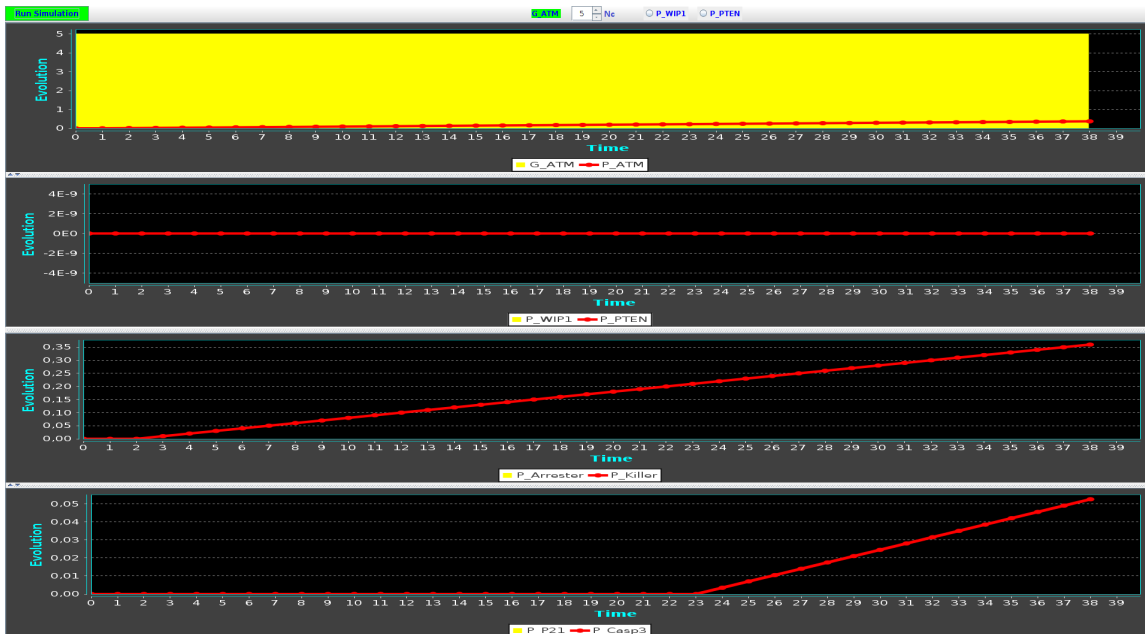 Run Simulation G_ATM 5 Nc P_WIP1 P_PTEN
Evolution
5
4
3
2
1
0
0 1 2 3 4 5 6 7 8 9 10 11 12 13 14 15 16 17 18 19 20 21 22 23 24 25 26 27 28 29 30 31 32 33 34 35 36 37 38 39
Time
G_ATM P_ATM
Evolution
4E-9
2E-9
0E0
-2E-9
-4E-9
0 1 2 3 4 5 6 7 8 9 10 11 12 13 14 15 16 17 18 19 20 21 22 23 24 25 26 27 28 29 30 31 32 33 34 35 36 37 38 39
Time
P_WIP1 P_PTEN
Evolution
0.35
0.30
0.25
0.20
0.15
0.10
0.05
0.00
0 1 2 3 4 5 6 7 8 9 10 11 12 13 14 15 16 17 18 19 20 21 22 23 24 25 26 27 28 29 30 31 32 33 34 35 36 37 38 39
Time
P_Arrester P_Killer
Evolution
0.05
0.04
0.03
0.02
0.01
0.00
0 1 2 3 4 5 6 7 8 9 10 11 12 13 14 15 16 17 18 19 20 21 22 23 24 25 26 27 28 29 30 31 32 33 34 35 36 37 38 39
Time
P_P21 P_Casp3